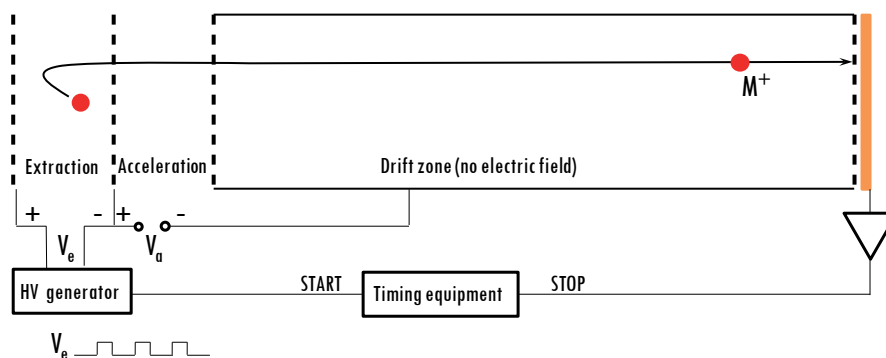 M+
Extraction
Acceleration
Drift zone (no electric field)
+ - + -
Ve
Va
HV generator
START
Timing equipment
STOP
Ve